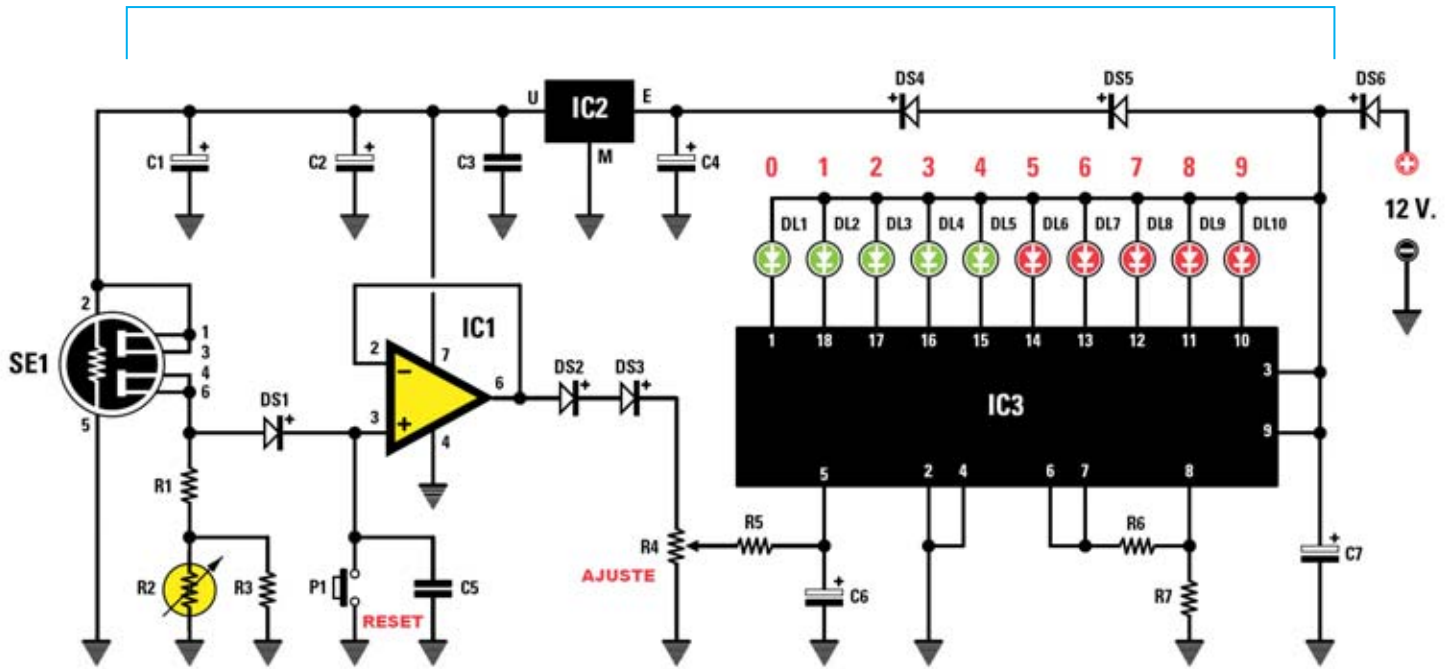 DS4
DS5
DS6
U
IC2
E
M
C1
C2
C3
C4
+
+
+
+
+
+
+
12 V.
0 1 2 3 4 5 6 7 8 9
DL1 DL2 DL3 DL4 DL5 DL6 DL7 DL8 DL9 DL10
1 18 17 16 15 14 13 12 11 10
SE1
2
1
3
4
6
5
IC1
2
7
3
6
4
−
+
DS1
+
DS2
+
DS3
+
IC3
3
9
5
2
4
6
7
8
R1
R2
R3
P1
RESET
C5
R4
AJUSTE
R5
C6
+
R6
R7
C7
+